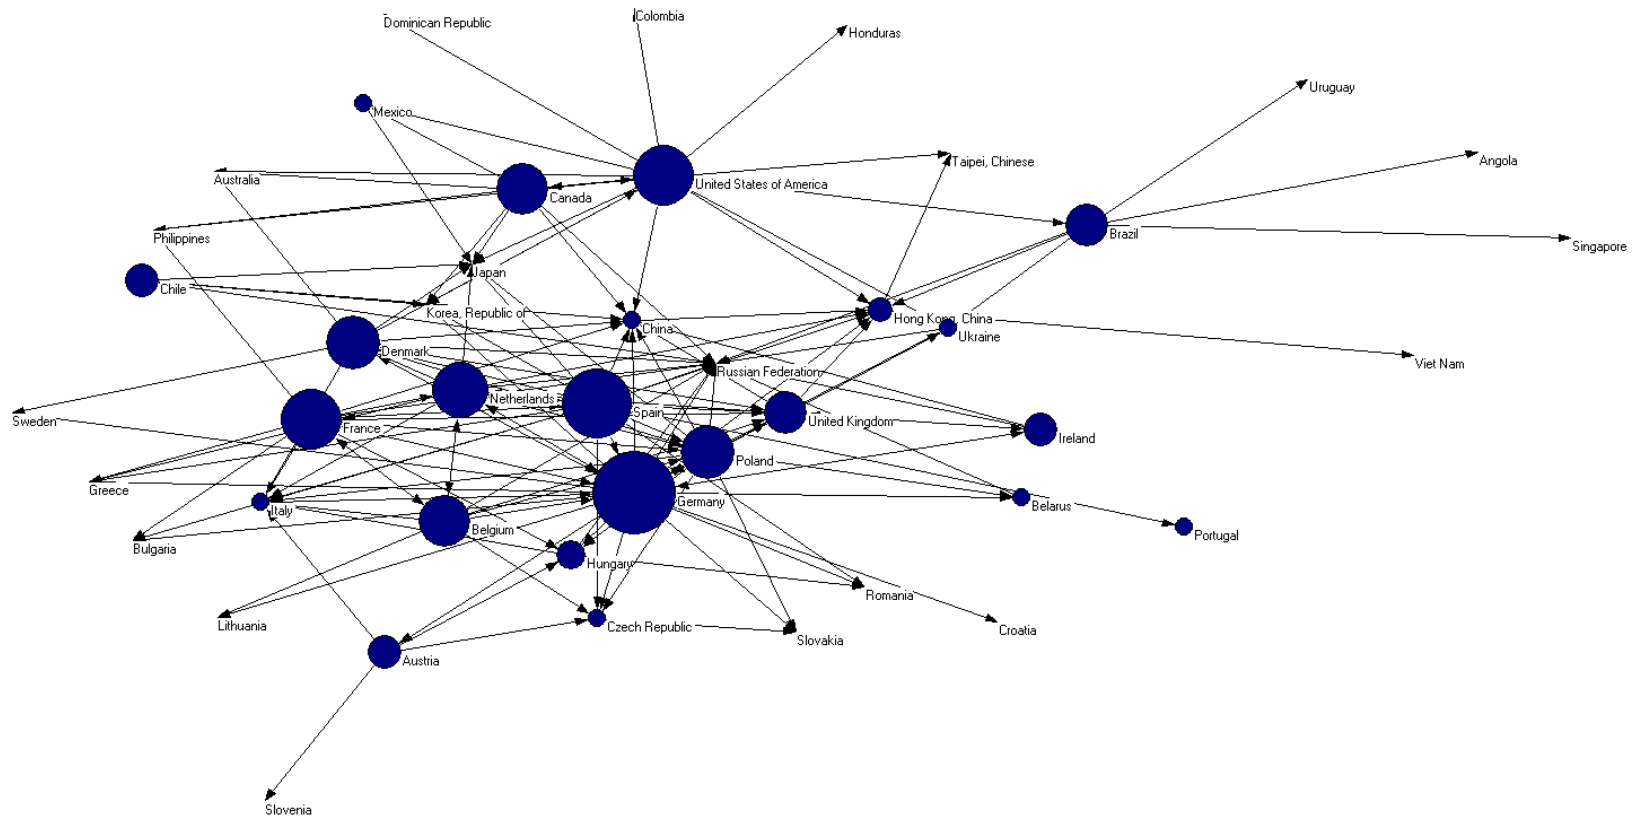 Dominican Republic
Colombia
Honduras
Uruguay
Mexico
Taipei, Chinese
Angola
Australia
United States of America
Canada
Philippines
Brazil
Singapore
Japan
Chile
Korea, Republic of
Hong Kong, China
China
Ukraine
Denmark
Viet Nam
Russian Federation
Netherlands
Spain
Sweden
France
United Kingdom
Ireland
Poland
Greece
Germany
Italy
Belarus
Belgium
Portugal
Bulgaria
Hungary
Romania
Lithuania
Czech Republic
Croatia
Slovakia
Austria
Slovenia